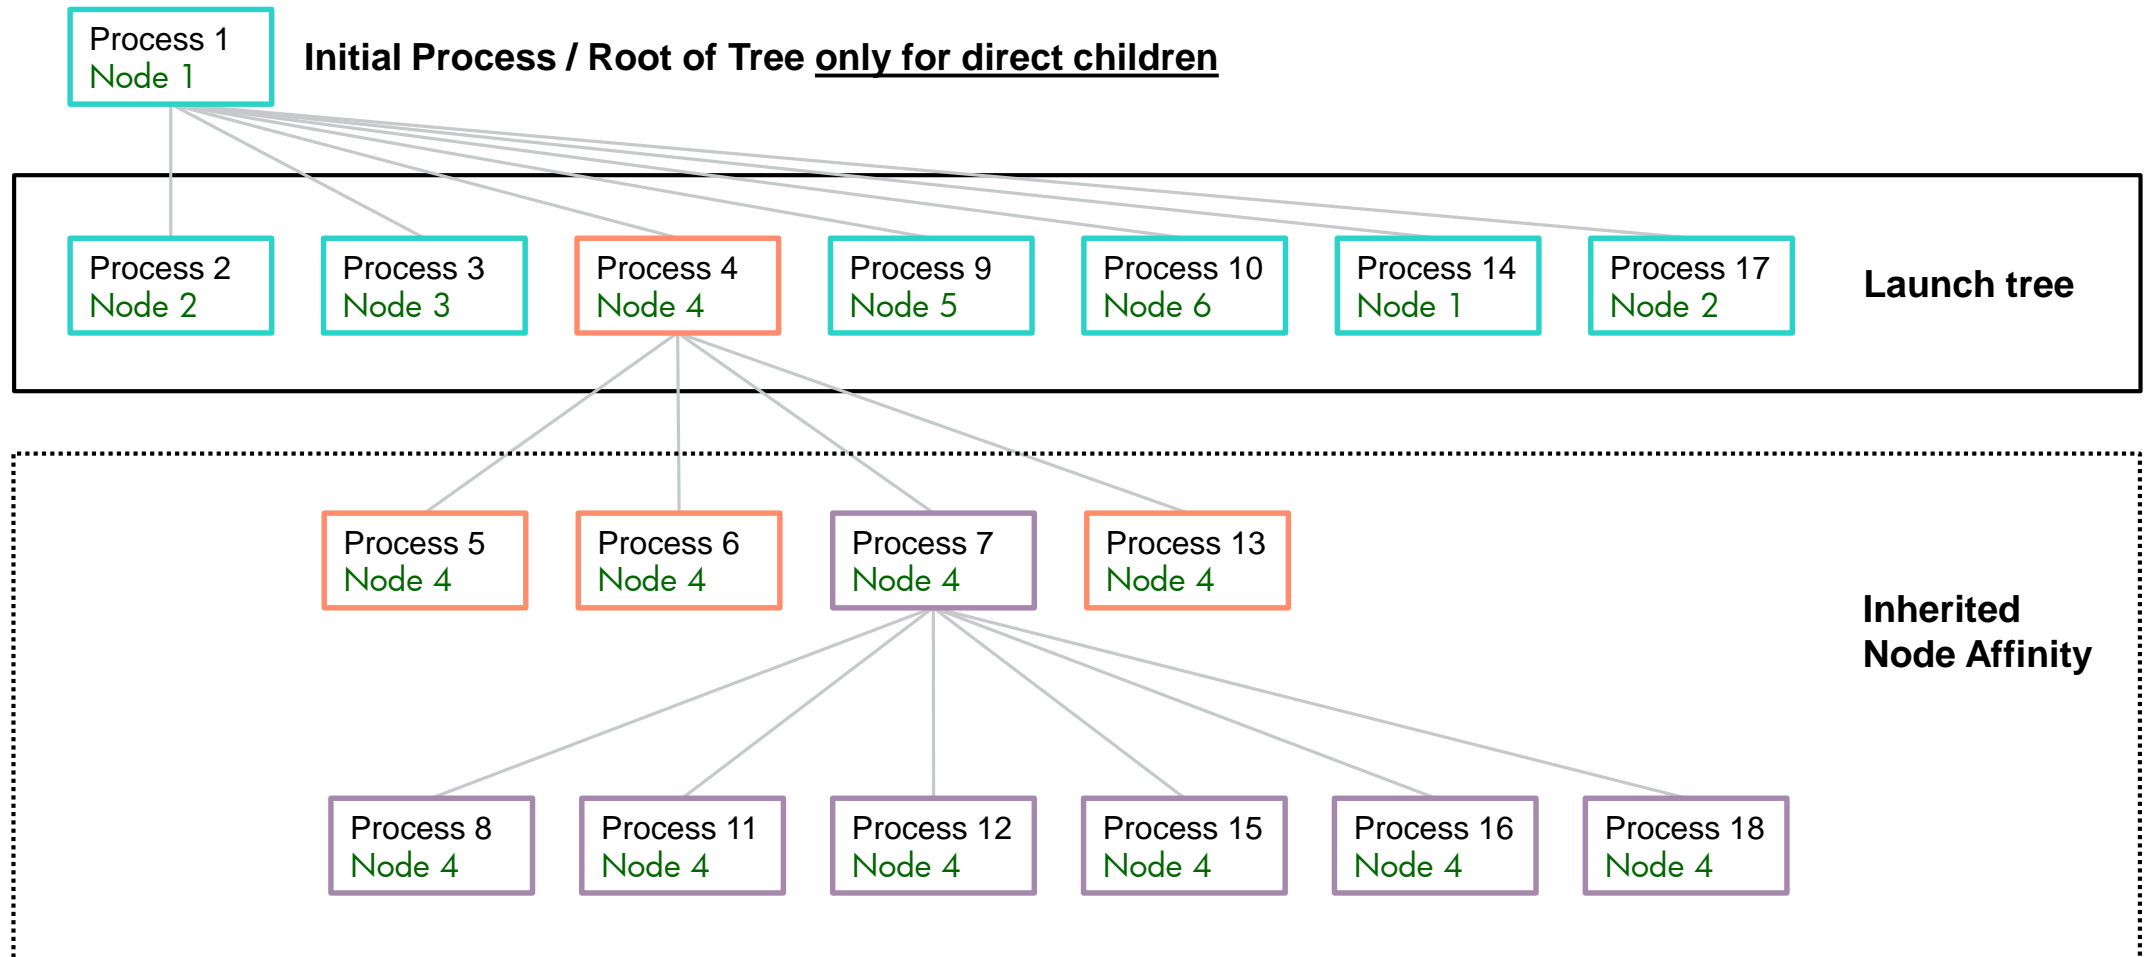 Process 1
Node 1
Initial Process / Root of Tree only for direct children
Process 2
Node 2
Process 3
Node 3
Process 4
Node 4
Process 9
Node 5
Process 10
Node 6
Process 14
Node 1
Process 17
Node 2
Launch tree
Process 5
Node 4
Process 6
Node 4
Process 7
Node 4
Process 13
Node 4
Inherited
Node Affinity
Process 8
Node 4
Process 11
Node 4
Process 12
Node 4
Process 15
Node 4
Process 16
Node 4
Process 18
Node 4